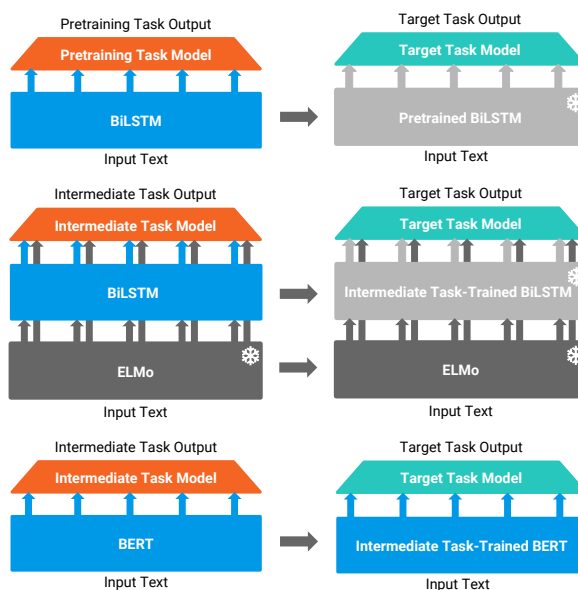 Pretraining Task Output
Pretraining Task Model
BiLSTM
Input Text
Target Task Output
Target Task Model
Pretrained BiLSTM
Input Text
Intermediate Task Output
Intermediate Task Model
BiLSTM
ELMo
Input Text
Target Task Output
Target Task Model
Intermediate Task-Trained BiLSTM
ELMo
Input Text
Intermediate Task Output
Intermediate Task Model
BERT
Input Text
Target Task Output
Target Task Model
Intermediate Task-Trained BERT
Input Text